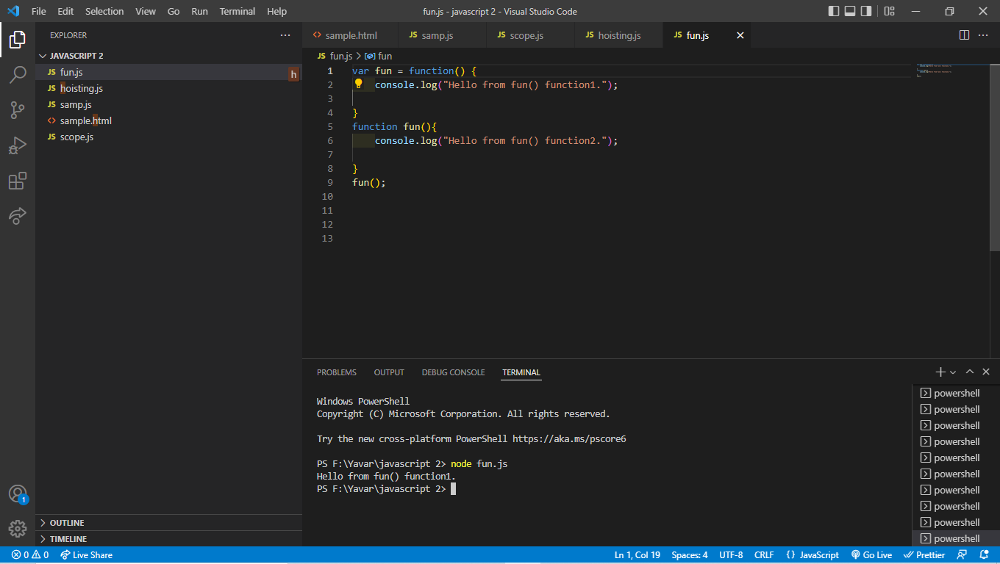 File Edit Selection View Go Run Terminal Help
fun.js - javascript 2 - Visual Studio Code
EXPLORER
JAVASCRIPT 2
JS fun.js h
JS hoisting.js
JS samp.js
<> sample.html
JS scope.js
OUTLINE
TIMELINE
<> sample.html JS samp.js JS scope.js JS hoisting.js JS fun.js
JS fun.js > fun
1 var fun = function() {
2 console.log("Hello from fun() function1.");
3
4 }
5 function fun(){
6 console.log("Hello from fun() function2.");
7
8 }
9 fun();
10
11
12
13
PROBLEMS OUTPUT DEBUG CONSOLE TERMINAL
Windows PowerShell
Copyright (C) Microsoft Corporation. All rights reserved.
Try the new cross-platform PowerShell https://aka.ms/pscore6
PS F:\Yavar\javascript 2> node fun.js
Hello from fun() function1.
PS F:\Yavar\javascript 2>
powershell
powershell
powershell
powershell
powershell
powershell
powershell
powershell
powershell
powershell
1
0 0 Live Share
Ln 1, Col 19 Spaces: 4 UTF-8 CRLF {} JavaScript Go Live Prettier